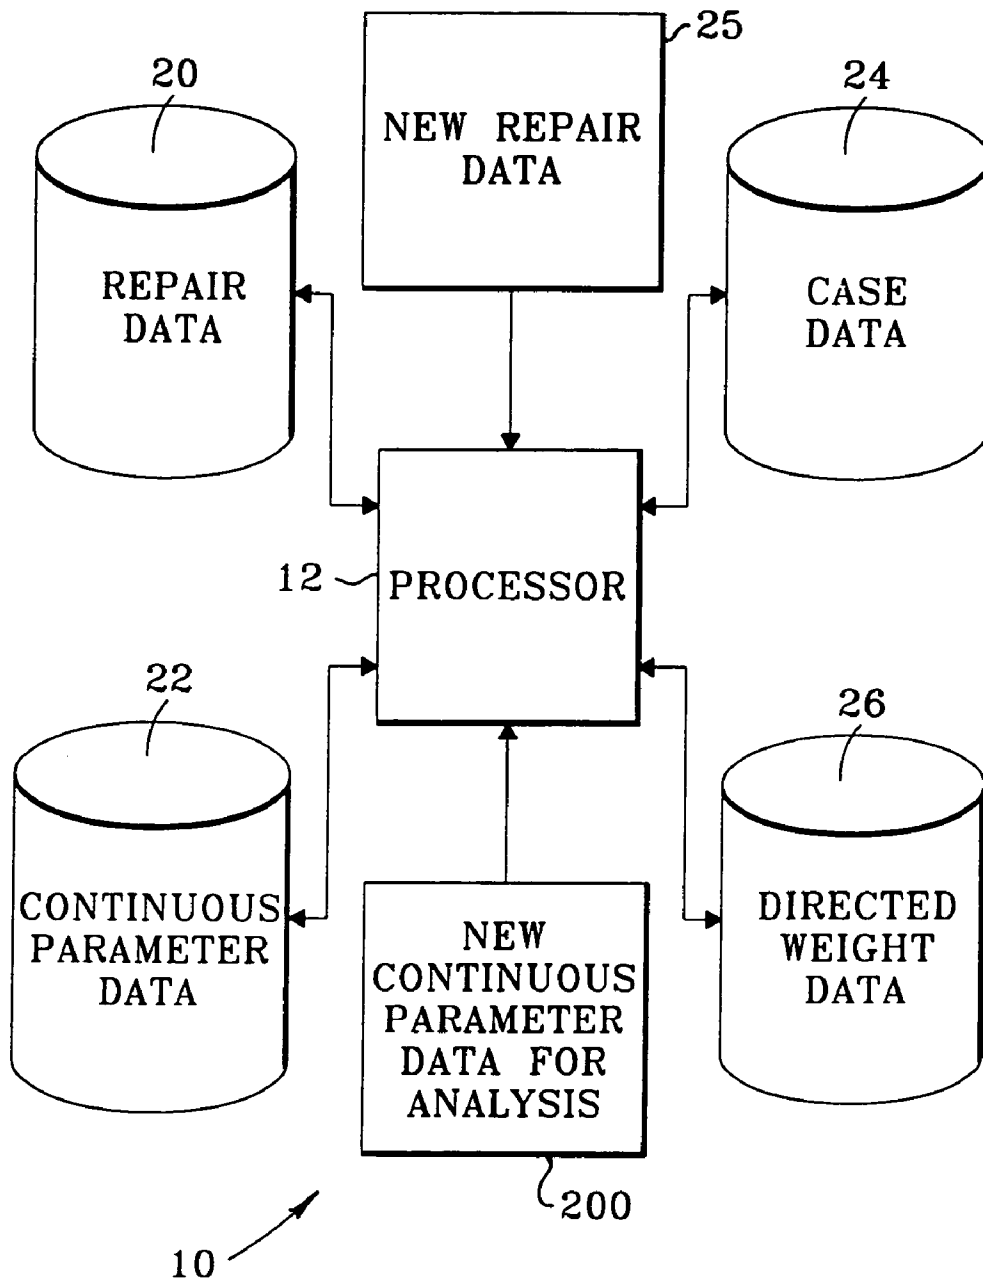 25
20
24
NEW REPAIR
DATA
REPAIR
DATA
CASE
DATA
12
PROCESSOR
22
26
CONTINUOUS
PARAMETER
DATA
NEW
CONTINUOUS
PARAMETER
DATA FOR
ANALYSIS
DIRECTED
WEIGHT
DATA
200
10